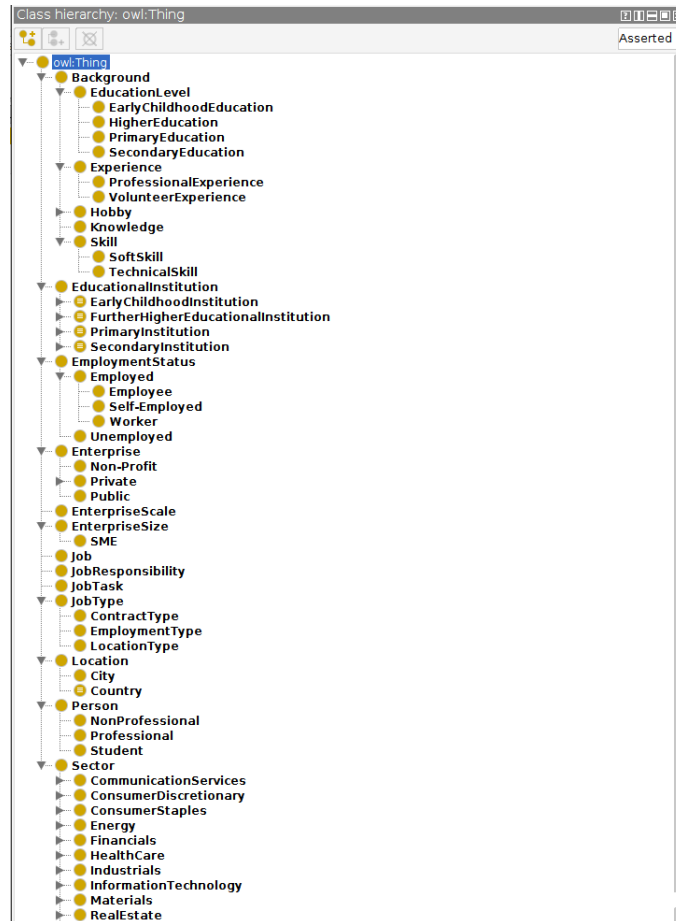 Class hierarchy: owl:Thing
Asserted
owl:Thing
Background
EducationLevel
EarlyChildhoodEducation
HigherEducation
PrimaryEducation
SecondaryEducation
Experience
ProfessionalExperience
VolunteerExperience
Hobby
Knowledge
Skill
SoftSkill
TechnicalSkill
EducationalInstitution
EarlyChildhoodInstitution
FurtherHigherEducationalInstitution
PrimaryInstitution
SecondaryInstitution
EmploymentStatus
Employed
Employee
Self-Employed
Worker
Unemployed
Enterprise
Non-Profit
Private
Public
EnterpriseScale
EnterpriseSize
SME
Job
JobResponsibility
JobTask
JobType
ContractType
EmploymentType
LocationType
Location
City
Country
Person
NonProfessional
Professional
Student
Sector
CommunicationServices
ConsumerDiscretionary
ConsumerStaples
Energy
Financials
HealthCare
Industrials
InformationTechnology
Materials
RealEstate